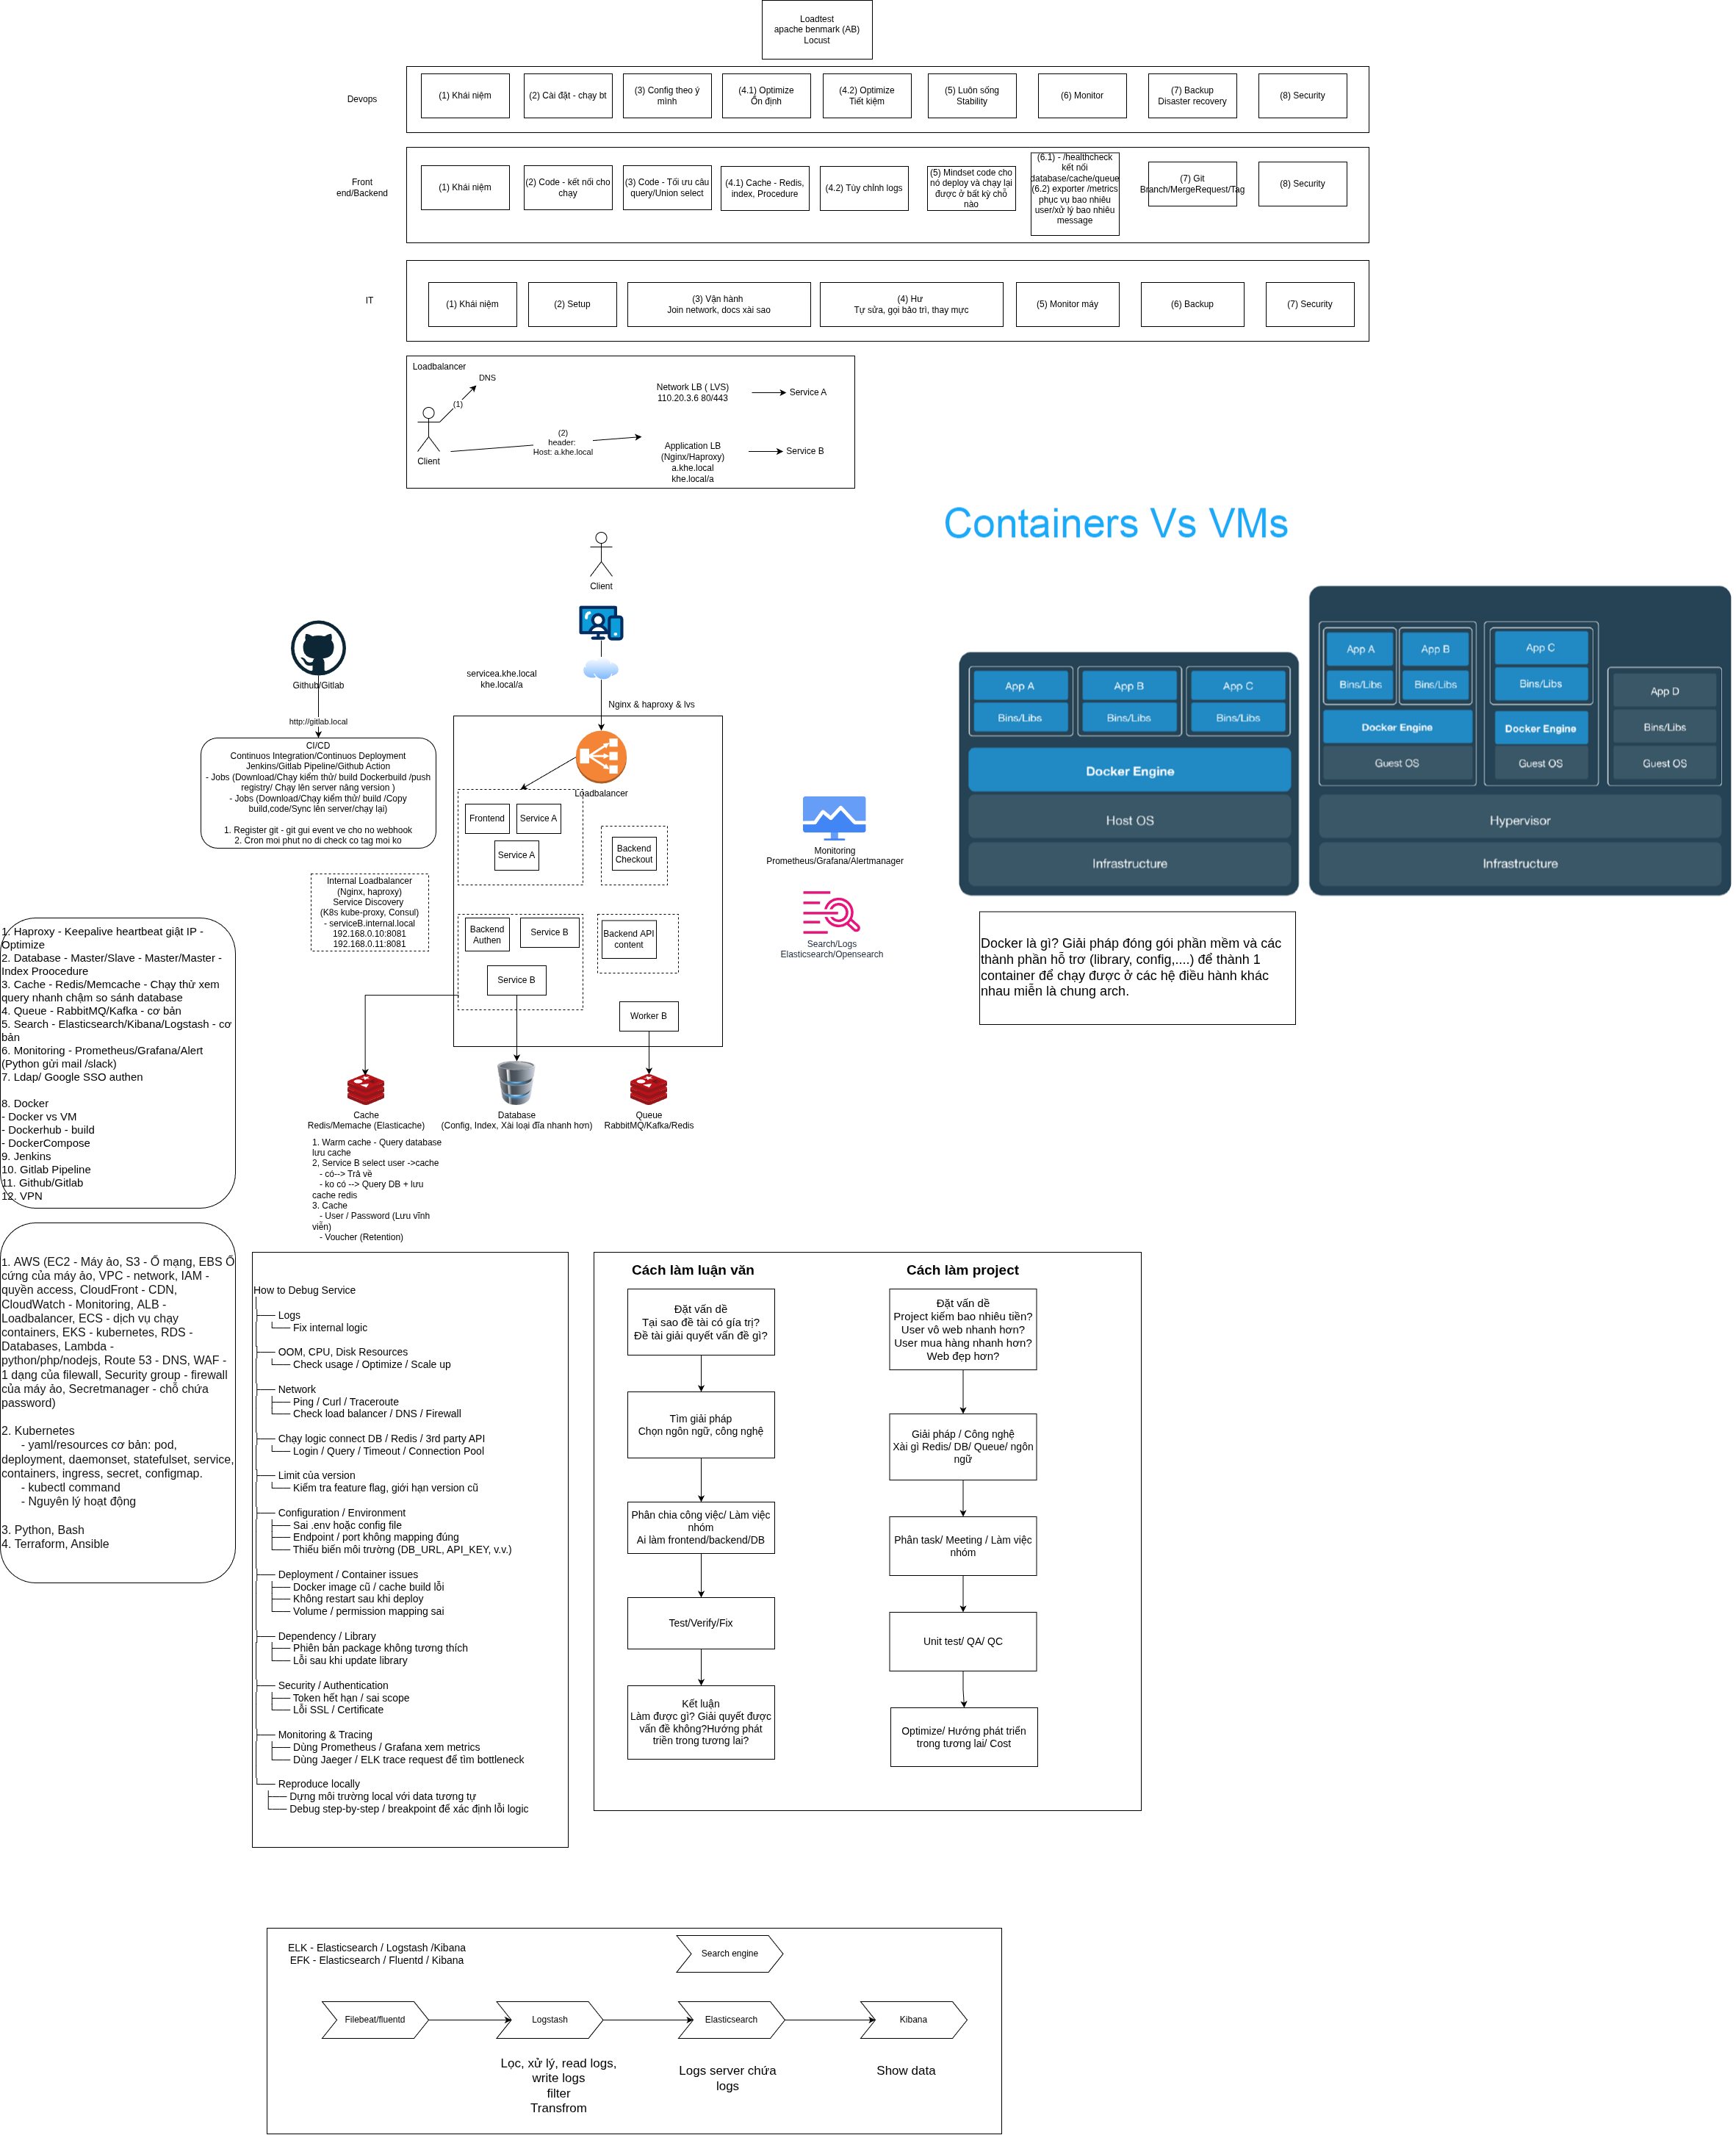 Loadtest
apache benmark (AB)
Locust
Devops
(1) Khái niệm
(2) Cài đặt - chạy bt
(3) Config theo ý
mình
(4.1) Optimize
Ổn định
(4.2) Optimize
Tiết kiệm
(5) Luôn sống
Stability
(6) Monitor
(7) Backup
Disaster recovery
(8) Security
Front
end/Backend
(1) Khái niệm
(2) Code - kết nối cho
chạy
(3) Code - Tối ưu câu
query/Union select
(4.1) Cache - Redis,
index, Procedure
(4.2) Tùy chỉnh logs
(5) Mindset code cho
nó deploy và chạy lại
được ở bất kỳ chỗ
nào
(6.1) - /healthcheck
kết nối
database/cache/queue
(6.2) exporter /metrics
phục vụ bao nhiêu
user/xử lý bao nhiêu
message
(7) Git
Branch/MergeRequest/Tag
(8) Security
IT
(1) Khái niệm
(2) Setup
(3) Vận hành
Join network, docs xài sao
(4) Hư
Tự sửa, gọi bảo trì, thay mực
(5) Monitor máy
(6) Backup
(7) Security
Loadbalancer
DNS
(1)
Client
(2)
header:
Host: a.khe.local
Network LB ( LVS)
110.20.3.6 80/443
Service A
Application LB
(Nginx/Haproxy)
a.khe.local
khe.local/a
Service B
Containers Vs VMs
App A
App B
App C
Bins/Libs
Bins/Libs
Bins/Libs
Docker Engine
Host OS
Infrastructure
App A
App B
App C
App D
Bins/Libs
Bins/Libs
Bins/Libs
Bins/Libs
Docker Engine
Docker Engine
Guest OS
Guest OS
Guest OS
Hypervisor
Infrastructure
Docker là gì? Giải pháp đóng gói phần mềm và các
thành phần hỗ trợ (library, config,....) để thành 1
container để chạy được ở các hệ điều hành khác
nhau miễn là chung arch.
Client
servicea.khe.local
khe.local/a
Nginx & haproxy & lvs
Github/Gitlab
http://gitlab.local
CI/CD
Continuos Integration/Continuos Deployment
Jenkins/Gitlab Pipeline/Github Action
- Jobs (Download/Chạy kiểm thử/ build Dockerbuild /push
registry/ Chạy lên server nâng version )
- Jobs (Download/Chạy kiểm thử/ build /Copy
build,code/Sync lên server/chạy lại)
1. Register git - git gui event ve cho no webhook
2. Cron moi phut no di check co tag moi ko
Loadbalancer
Frontend
Service A
Service A
Backend
Checkout
Backend
Authen
Service B
Service B
Backend API
content
Worker B
Internal Loadbalancer
(Nginx, haproxy)
Service Discovery
(K8s kube-proxy, Consul)
- serviceB.internal.local
192.168.0.10:8081
192.168.0.11:8081
Monitoring
Prometheus/Grafana/Alertmanager
Search/Logs
Elasticsearch/Opensearch
Cache
Redis/Memache (Elasticache)
Database
(Config, Index, Xài loại đĩa nhanh hơn)
Queue
RabbitMQ/Kafka/Redis
1. Warm cache - Query database
lưu cache
2, Service B select user ->cache
- có--> Trả về
- ko có --> Query DB + lưu
cache redis
3. Cache
- User / Password (Lưu vĩnh
viễn)
- Voucher (Retention)
1. Haproxy - Keepalive heartbeat giật IP -
Optimize
2. Database - Master/Slave - Master/Master -
Index Proocedure
3. Cache - Redis/Memcache - Chạy thử xem
query nhanh chậm so sánh database
4. Queue - RabbitMQ/Kafka - cơ bản
5. Search - Elasticsearch/Kibana/Logstash - cơ
bản
6. Monitoring - Prometheus/Grafana/Alert
(Python gửi mail /slack)
7. Ldap/ Google SSO authen
8. Docker
- Docker vs VM
- Dockerhub - build
- DockerCompose
9. Jenkins
10. Gitlab Pipeline
11. Github/Gitlab
12. VPN
1. AWS (EC2 - Máy ảo, S3 - Ổ mạng, EBS Ổ
cứng của máy ảo, VPC - network, IAM -
quyền access, CloudFront - CDN,
CloudWatch - Monitoring, ALB -
Loadbalancer, ECS - dịch vụ chạy
containers, EKS - kubernetes, RDS -
Databases, Lambda -
python/php/nodejs, Route 53 - DNS, WAF -
1 dạng của filewall, Security group - firewall
của máy ảo, Secretmanager - chỗ chứa
password)
2. Kubernetes
- yaml/resources cơ bản: pod,
deployment, daemonset, statefulset, service,
containers, ingress, secret, configmap.
- kubectl command
- Nguyên lý hoạt động
3. Python, Bash
4. Terraform, Ansible
How to Debug Service
Logs
Fix internal logic
OOM, CPU, Disk Resources
Check usage / Optimize / Scale up
Network
Ping / Curl / Traceroute
Check load balancer / DNS / Firewall
Chạy logic connect DB / Redis / 3rd party API
Login / Query / Timeout / Connection Pool
Limit của version
Kiểm tra feature flag, giới hạn version cũ
Configuration / Environment
Sai .env hoặc config file
Endpoint / port không mapping đúng
Thiếu biến môi trường (DB_URL, API_KEY, v.v.)
Deployment / Container issues
Docker image cũ / cache build lỗi
Không restart sau khi deploy
Volume / permission mapping sai
Dependency / Library
Phiên bản package không tương thích
Lỗi sau khi update library
Security / Authentication
Token hết hạn / sai scope
Lỗi SSL / Certificate
Monitoring & Tracing
Dùng Prometheus / Grafana xem metrics
Dùng Jaeger / ELK trace request để tìm bottleneck
Reproduce locally
Dựng môi trường local với data tương tự
Debug step-by-step / breakpoint để xác định lỗi logic
Cách làm luận văn
Đặt vấn dề
Tại sao đề tài có gía trị?
Đề tài giải quyết vấn đề gì?
Tìm giải pháp
Chọn ngôn ngữ, công nghệ
Phân chia công việc/ Làm việc
nhóm
Ai làm frontend/backend/DB
Test/Verify/Fix
Kết luận
Làm được gì? Giải quyết được
vấn đề không?Hướng phát
triển trong tương lai?
Cách làm project
Đặt vấn dề
Project kiếm bao nhiêu tiền?
User vô web nhanh hơn?
User mua hàng nhanh hơn?
Web đẹp hơn?
Giải pháp / Công nghệ
Xài gì Redis/ DB/ Queue/ ngôn
ngữ
Phân task/ Meeting / Làm việc
nhóm
Unit test/ QA/ QC
Optimize/ Hướng phát triển
trong tương lai/ Cost
ELK - Elasticsearch / Logstash /Kibana
EFK - Elasticsearch / Fluentd / Kibana
Search engine
Filebeat/fluentd
Logstash
Elasticsearch
Kibana
Lọc, xử lý, read logs,
write logs
filter
Transfrom
Logs server chứa
logs
Show data